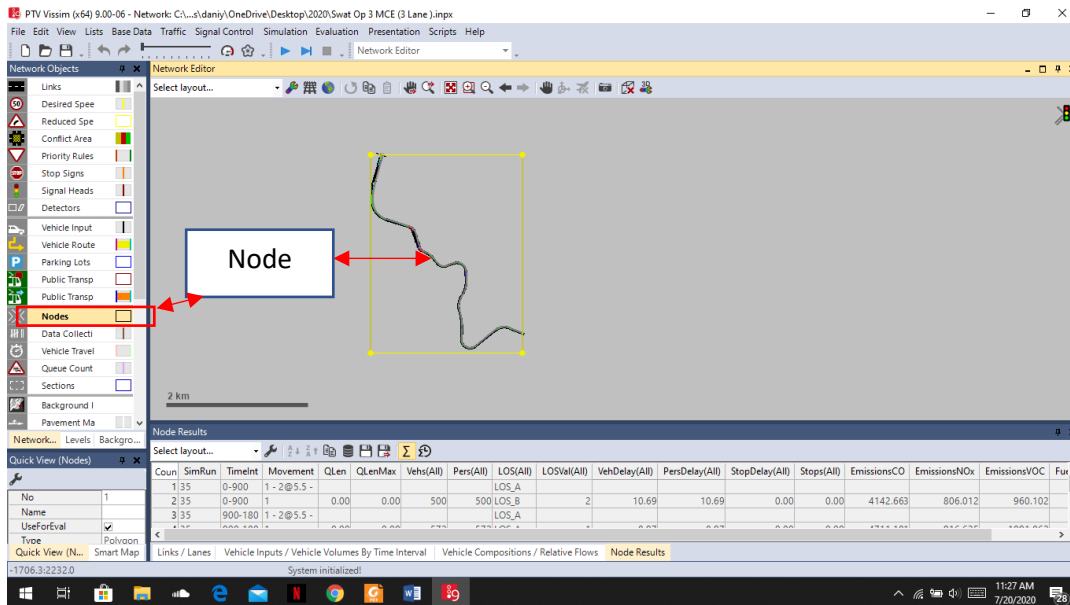 PTV Vissim (x64) 9.00-06 - Network: C:\...s\daniy\OneDrive\Desktop\2020\Swat Op 3 MCE (3 Lane ).inpx
File Edit View Lists Base Data Traffic Signal Control Simulation Evaluation Presentation Scripts Help
Network Editor
Network Objects
Network Editor
Select layout...
Links
Desired Spee
Reduced Spe
Conflict Area
Priority Rules
Stop Signs
Signal Heads
Detectors
Vehicle Input
Vehicle Route
Parking Lots
Public Transp
Public Transp
Nodes
Data Collecti
Vehicle Travel
Queue Count
Sections
Background I
Pavement Ma
Netwo... Levels Backgro...
Node
2 km
Quick View (Nodes)
No 1
Name
UseForEval
Type Polygon
Quick View (N... Smart Map
Node Results
Select layout...
Coun SimRun TimeInt Movement QLen QLenMax Vehs(All) Pers(All) LOS(All) LOSVal(All) VehDelay(All) PersDelay(All) StopDelay(All) Stops(All) EmissionsCO EmissionsNOx EmissionsVOC Fue
1 35 0-900 1 - 2@5.5 - LOS_A
2 35 0-900 1 0.00 0.00 500 500 LOS_B 2 10.69 10.69 0.00 0.00 4142.663 806.012 960.102
3 35 900-180 1 - 2@5.5 - LOS_A
Links / Lanes Vehicle Inputs / Vehicle Volumes By Time Interval Vehicle Compositions / Relative Flows Node Results
-1706.3:2232.0 System initialized!
11:27 AM
7/20/2020
28